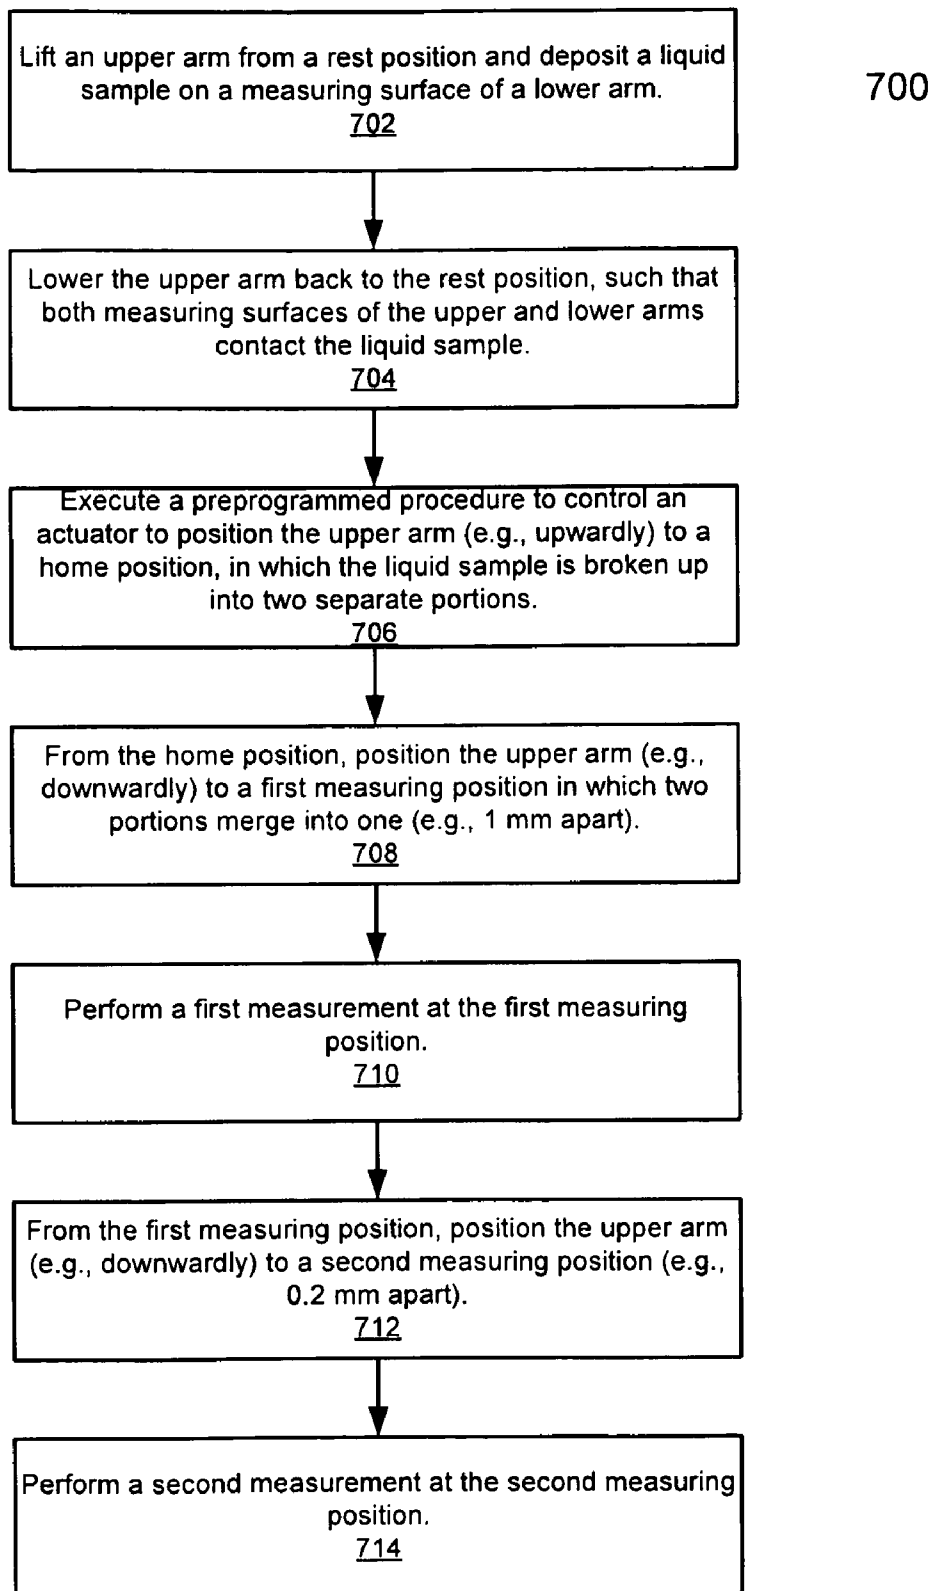 Lift an upper arm from a rest position and deposit a liquid
sample on a measuring surface of a lower arm.
702
700
Lower the upper arm back to the rest position, such that
both measuring surfaces of the upper and lower arms
contact the liquid sample.
704
Execute a preprogrammed procedure to control an
actuator to position the upper arm (e.g., upwardly) to a
home position, in which the liquid sample is broken up
into two separate portions.
706
From the home position, position the upper arm (e.g.,
downwardly) to a first measuring position in which two
portions merge into one (e.g., 1 mm apart).
708
Perform a first measurement at the first measuring
position.
710
From the first measuring position, position the upper arm
(e.g., downwardly) to a second measuring position (e.g.,
0.2 mm apart).
712
Perform a second measurement at the second measuring
position.
714